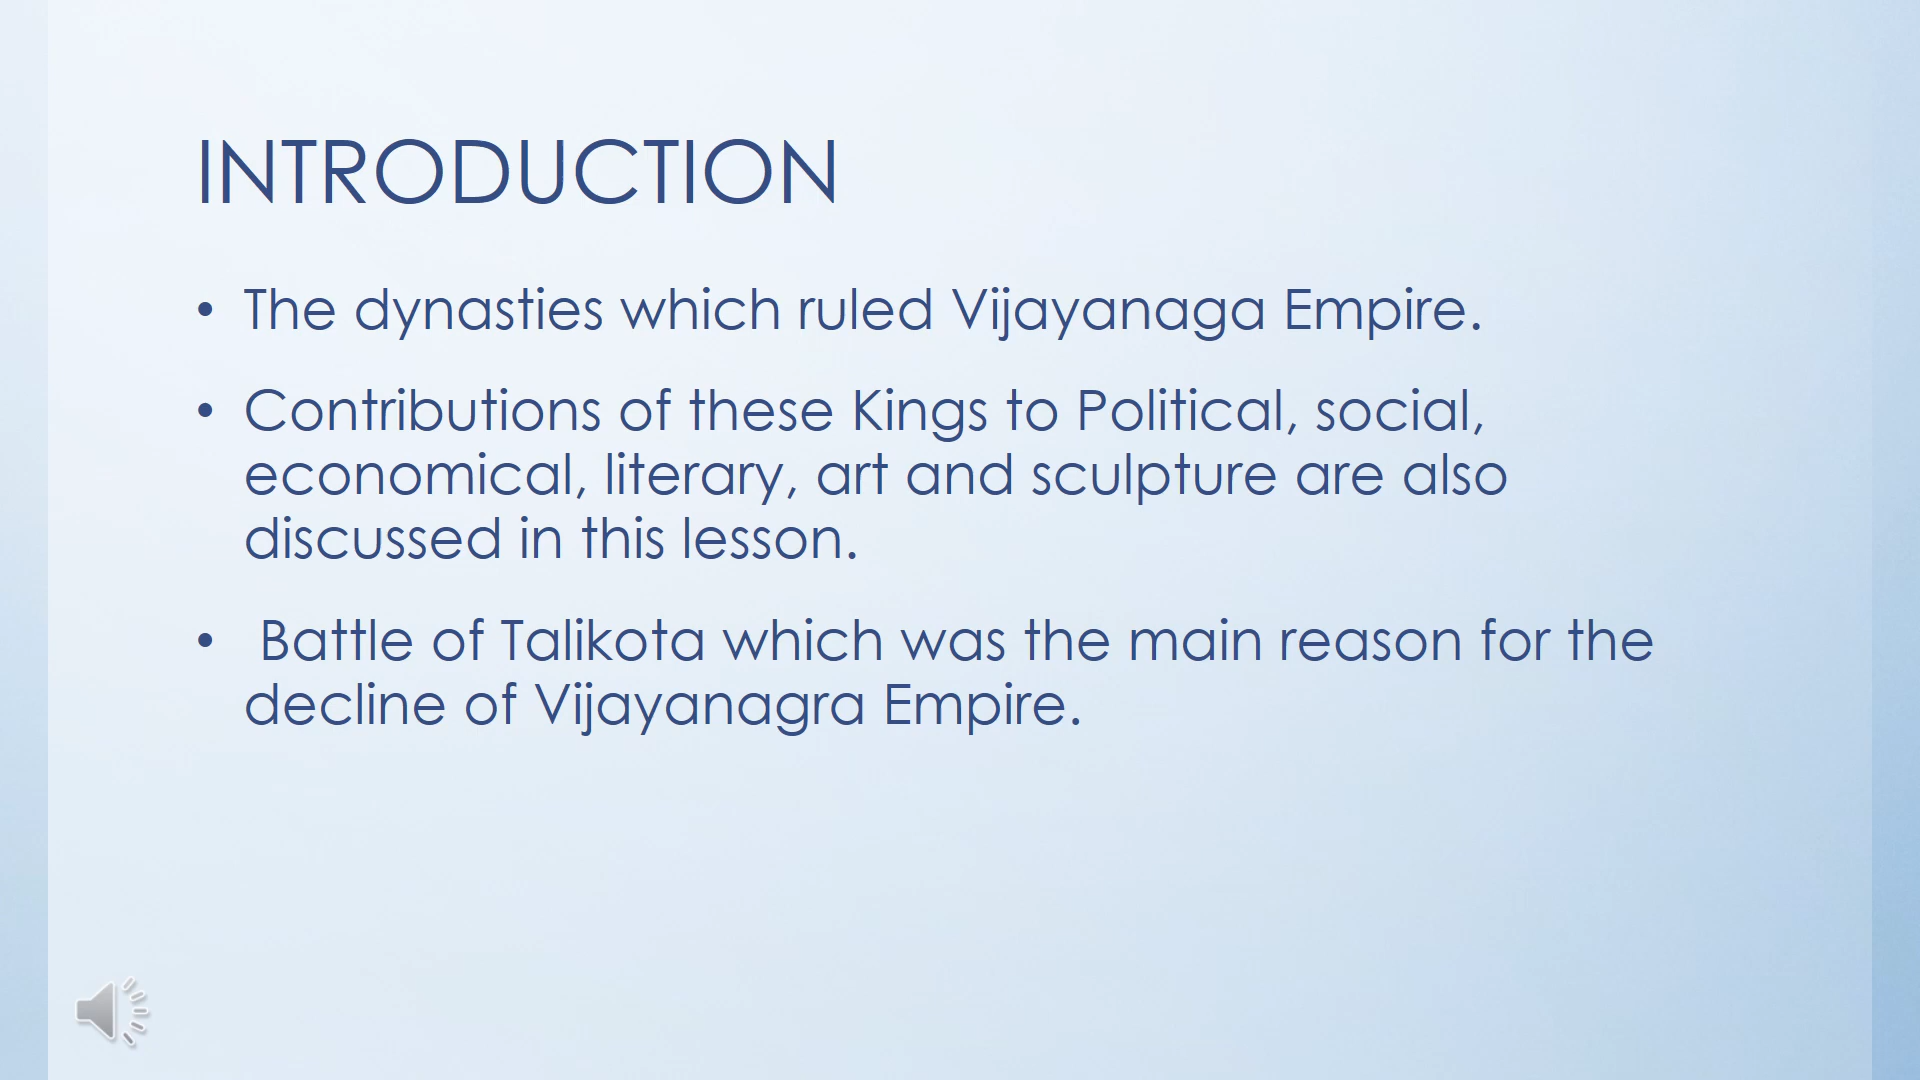 INTRODUCTION
• The dynasties which ruled Vijayanaga Empire.
• Contributions of these Kings to Political, social,
economical, literary, art and sculpture are also
discussed in this lesson.
• Battle of Talikota which was the main reason for the
decline of Vijayanagra Empire.